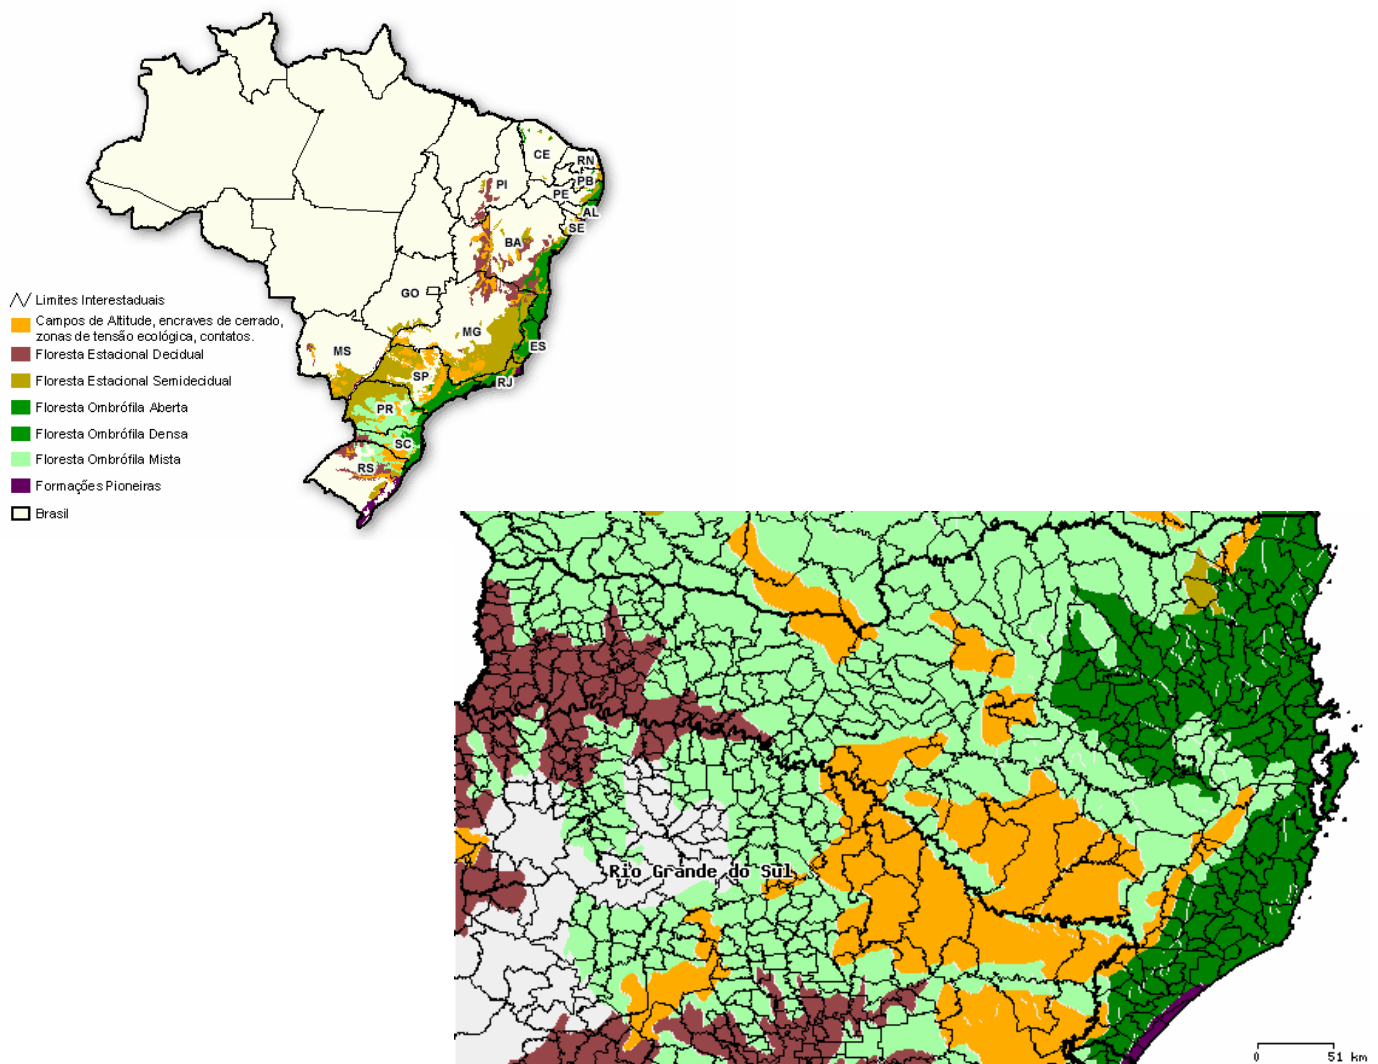 CE
RN
PB
PI
PE
AL
SE
BA
GO
MG
MS
ES
SP
RJ
PR
SC
RS
Limites Interestaduais
Campos de Altitude, encraves de cerrado,
zonas de tensão ecológica, contatos.
Floresta Estacional Decidual
Floresta Estacional Semidecidual
Floresta Ombrófila Aberta
Floresta Ombrófila Densa
Floresta Ombrófila Mista
Formações Pioneiras
Brasil
Rio Grande do Sul
0 51 km